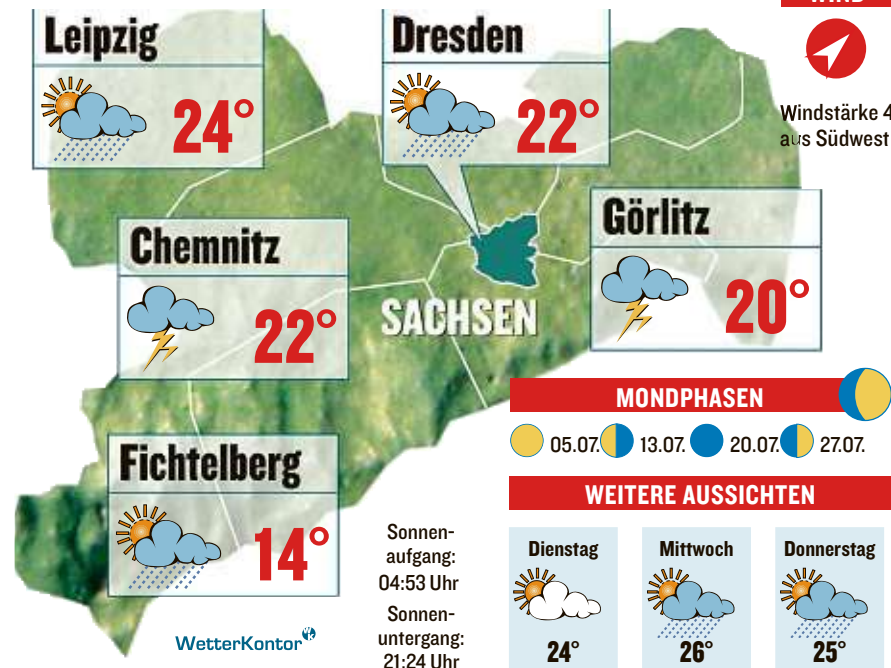 Leipzig
24°
Dresden
22°
Windstärke 4
aus Südwest
Chemnitz
22°
Görlitz
20°
SACHSEN
Fichtelberg
14°
MONDPHASEN
05.07. 13.07. 20.07. 27.07.
WEITERE AUSSICHTEN
Sonnen-
aufgang:
04:53 Uhr
Sonnen-
untergang:
21:24 Uhr
Dienstag
24°
Mittwoch
26°
Donnerstag
25°
WetterKontor